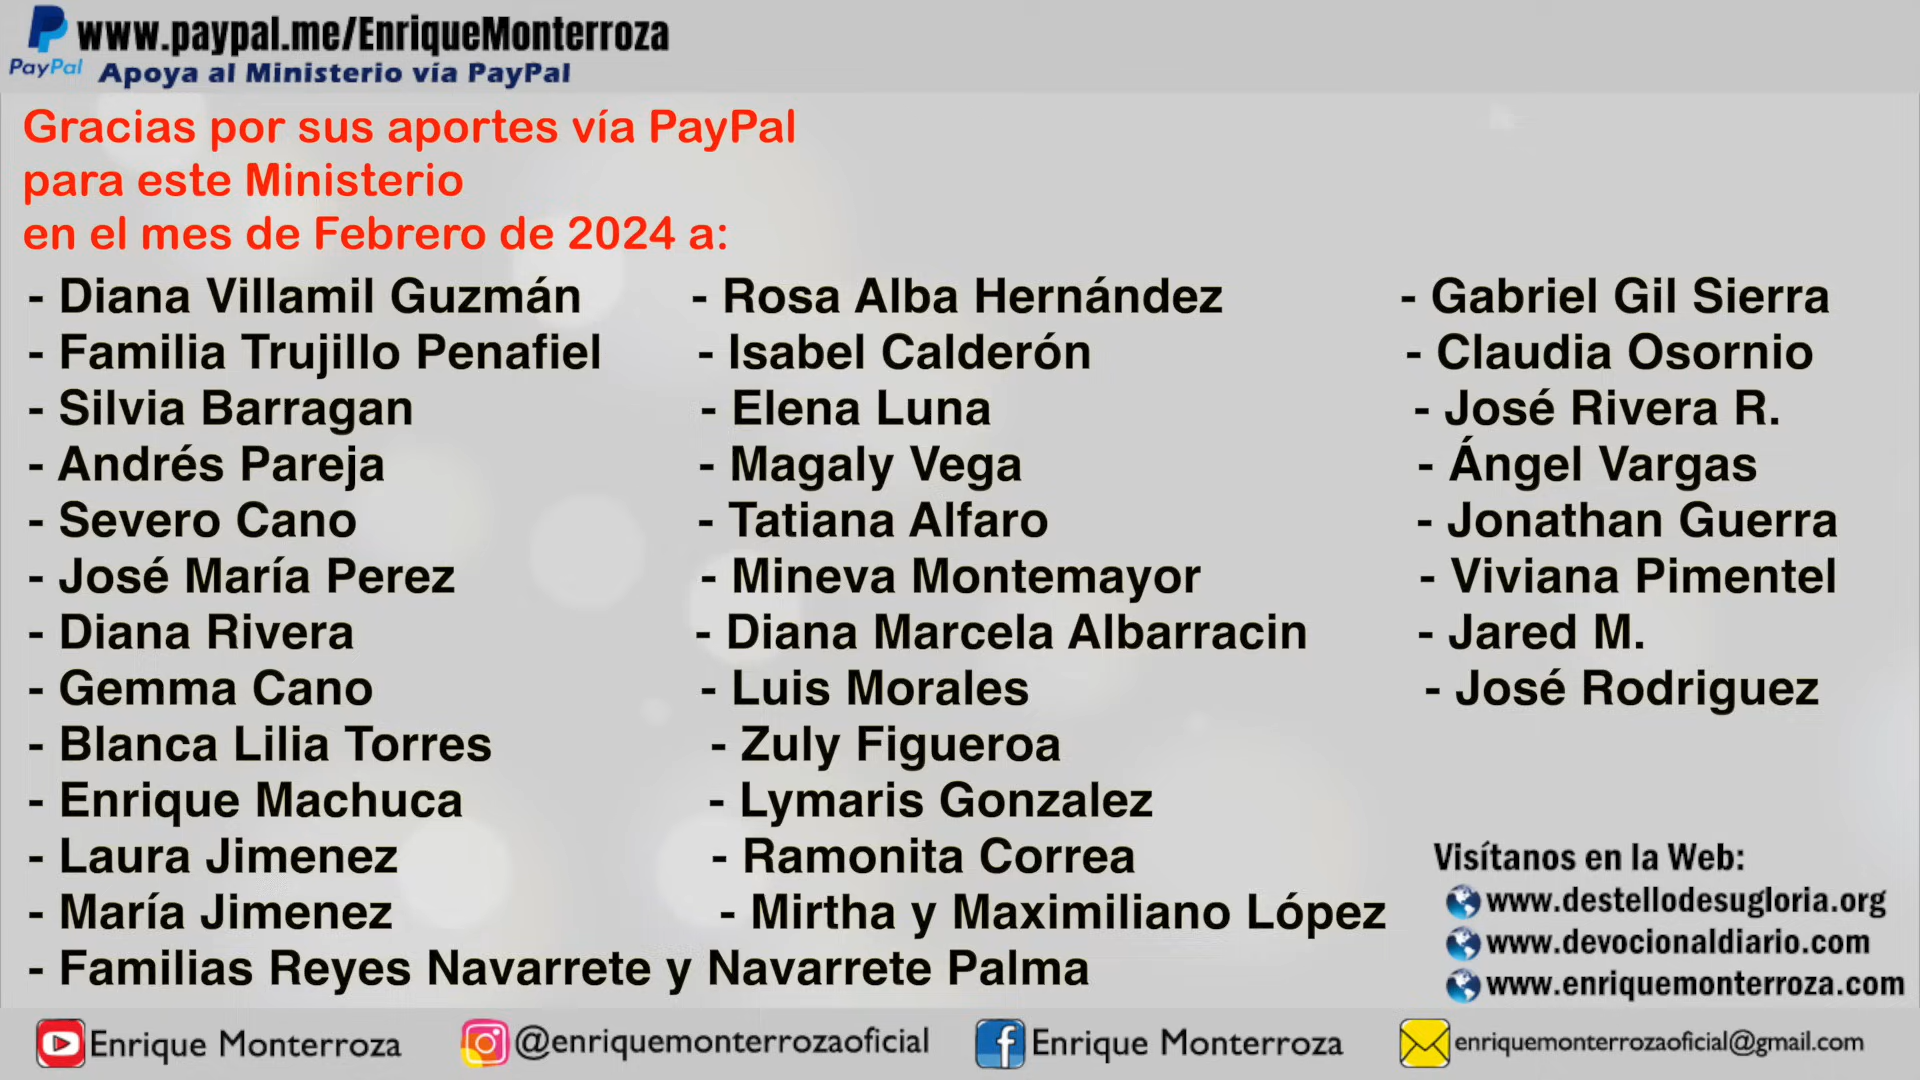 www.paypal.me/EnriqueMonterroza
PayPal Apoya al Ministerio vía PayPal
Gracias por sus aportes vía PayPal
para este Ministerio
en el mes de Febrero de 2024 a:
- Diana Villamil Guzmán
- Familia Trujillo Penafiel
- Silvia Barragan
- Andrés Pareja
- Severo Cano
- José María Perez
- Diana Rivera
- Gemma Cano
- Blanca Lilia Torres
- Enrique Machuca
- Laura Jimenez
- María Jimenez
- Familias Reyes Navarrete y Navarrete Palma
- Rosa Alba Hernández
- Isabel Calderón
- Elena Luna
- Magaly Vega
- Tatiana Alfaro
- Mineva Montemayor
- Diana Marcela Albarracin
- Luis Morales
- Zuly Figueroa
- Lymaris Gonzalez
- Ramonita Correa
- Mirtha y Maximiliano López
- Gabriel Gil Sierra
- Claudia Osornio
- José Rivera R.
- Ángel Vargas
- Jonathan Guerra
- Viviana Pimentel
- Jared M.
- José Rodriguez
Visítanos en la Web:
www.destellodesugloria.org
www.devocionaldiario.com
www.enriquemonterroza.com
Enrique Monterroza
@enriquemonterrozaoficial
Enrique Monterroza
enriquemonterrozaoficial@gmail.com